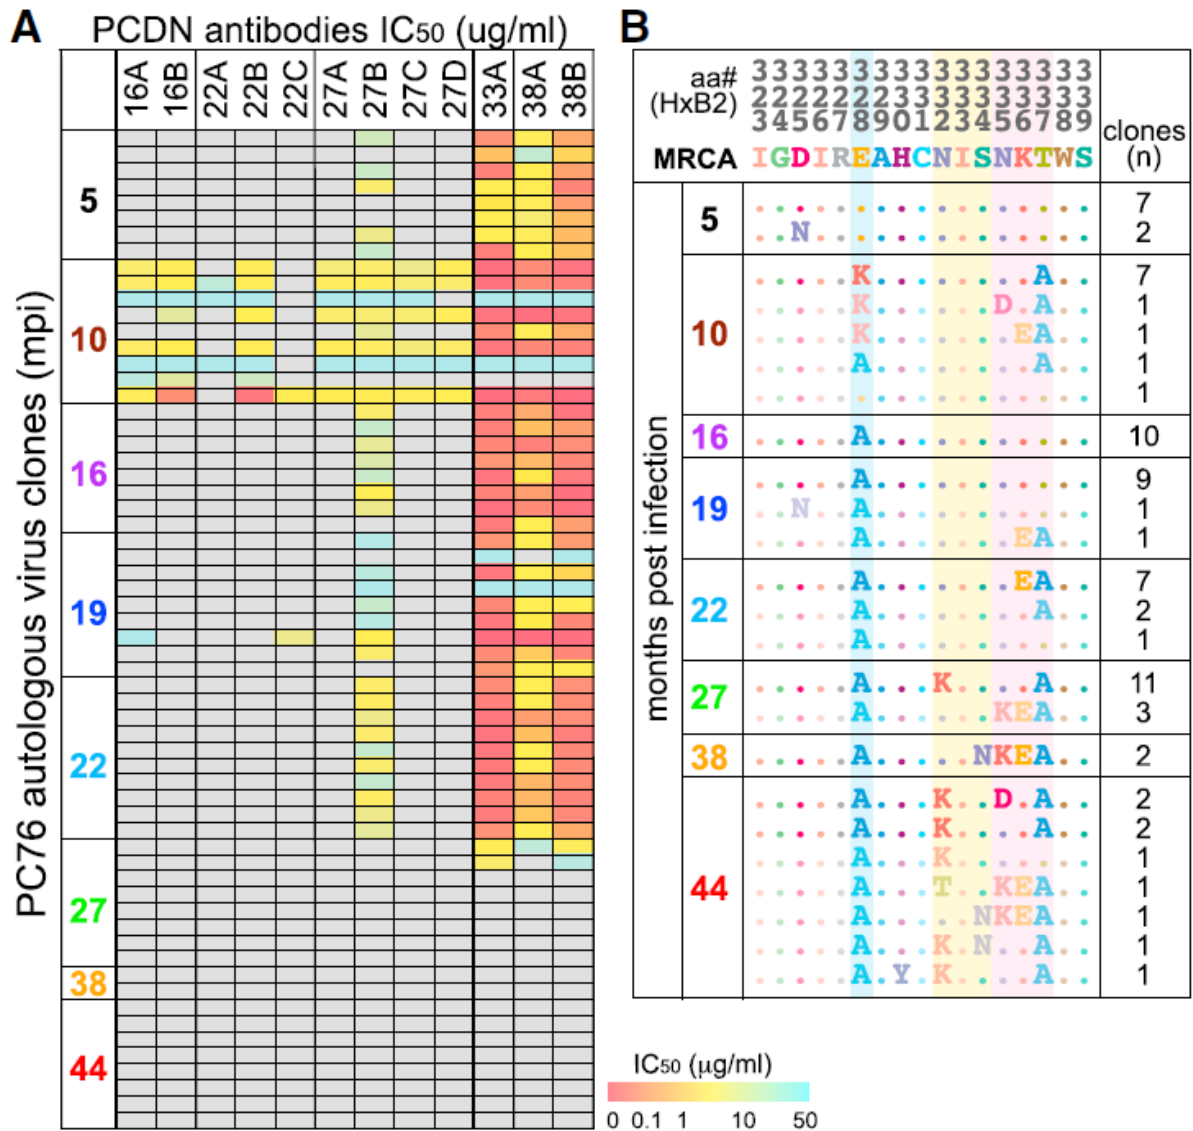 A
PCDN antibodies IC50 (ug/ml)
16A 16B 22A 22B 22C 27A 27B 27C 27D 33A 38A 38B
PC76 autologous virus clones (mpi)
5
10
16
19
22
27
38
44
B
aa#
(HxB2)
33333333333333333
22222223333333333
34567890123456789
clones
(n)
MRCA IGDIREAHCNISNKTWS
months post infection
5
................. 7
..N.............. 2
10
.....K........A.. 7
.....K......D.A.. 1
.....K.......EA.. 1
.....A........A.. 1
................. 1
16
.....A........... 10
19
.....A........... 9
..N..A........... 1
.....A.......EA.. 1
22
.....A.......EA.. 7
.....A........A.. 2
.....A........... 1
27
.....A...K....A.. 11
.....A......KEA.. 3
38
.....A.....NKEA.. 2
44
.....A...K..D.A.. 2
.....A...K....A.. 2
.....A...K....... 1
.....A...T..KEA.. 1
.....A.....NKEA.. 1
.....A...K.N..A.. 1
.....A.Y.K....A.. 1
IC50 (μg/ml)
0 0.1 1 10 50